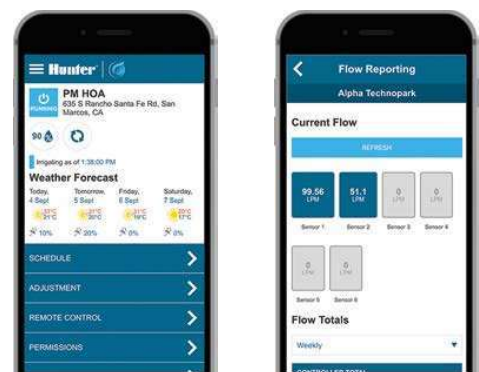 Hunter
PM HOA
635 S Rancho Santa Fe Rd, San
Marcos, CA
RUNNING
90
Irrigating as of 1:38:00 PM
Weather Forecast
Today, Tomorrow, Friday, Saturday,
4 Sept 5 Sept 6 Sept 7 Sept
10% 20% 0% 0%
SCHEDULE
ADJUSTMENT
REMOTE CONTROL
PERMISSIONS
Flow Reporting
Alpha Technopark
Current Flow
REFRESH
99.56 51.1 0 0
LPM LPM LPM LPM
Sensor 1 Sensor 2 Sensor 3 Sensor 4
0 0
LPM LPM
Sensor 5 Sensor 6
Flow Totals
Weekly
CONTROLLER TOTAL